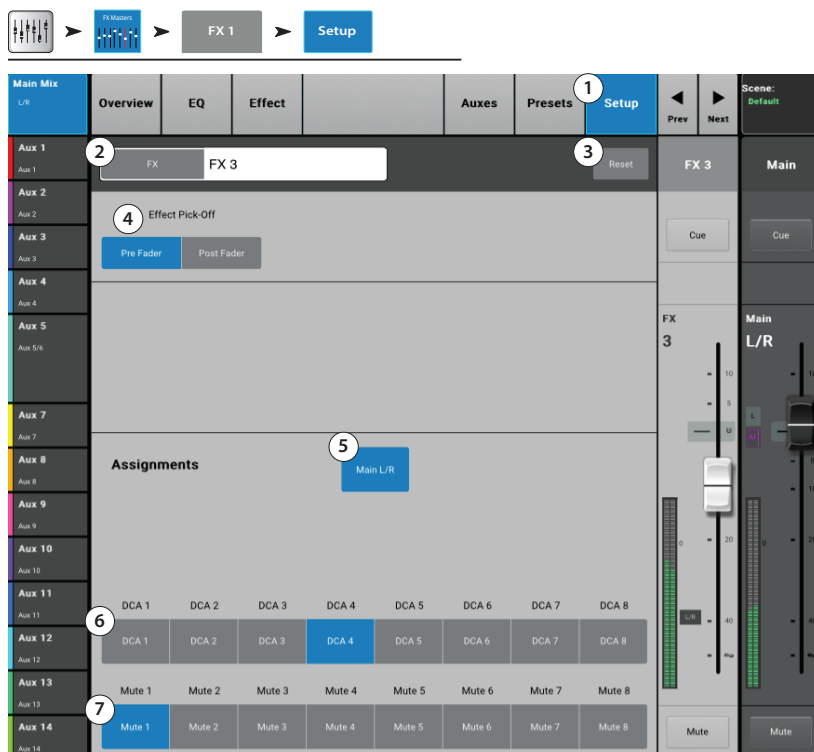 FX Masters
FX 1
Setup
Main Mix
L/R
Overview
EQ
Effect
Auxes
Presets
1
Setup
Prev
Next
Scene:
Default
Aux 1
Aux 1
Aux 2
Aux 2
Aux 3
Aux 3
Aux 4
Aux 4
Aux 5
Aux 5/6
Aux 7
Aux 7
Aux 8
Aux 8
Aux 9
Aux 9
Aux 10
Aux 10
Aux 11
Aux 11
Aux 12
Aux 12
Aux 13
Aux 13
Aux 14
Aux 14
2
FX
FX 3
3
Reset
4
Effect Pick-Off
Pre Fader
Post Fader
Assignments
5
Main L/R
DCA 1 DCA 2 DCA 3 DCA 4 DCA 5 DCA 6 DCA 7 DCA 8
6
DCA 1 DCA 2 DCA 3 DCA 4 DCA 5 DCA 6 DCA 7 DCA 8
Mute 1 Mute 2 Mute 3 Mute 4 Mute 5 Mute 6 Mute 7 Mute 8
7
Mute 1 Mute 2 Mute 3 Mute 4 Mute 5 Mute 6 Mute 7 Mute 8
FX 3
Cue
FX
3
10
5
U
0
20
L/R
40
∞
Mute
Main
Cue
Main
L/R
L
0
Mute